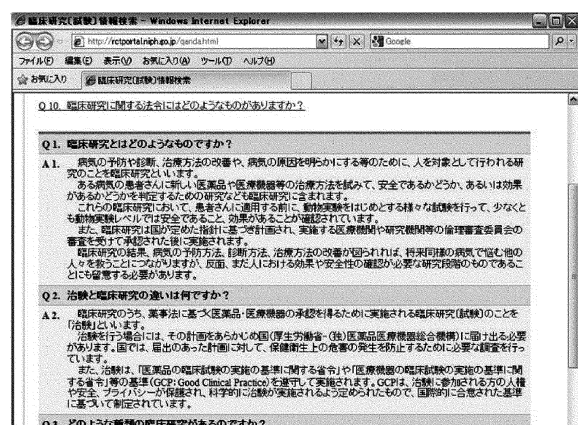 臨床研究(試験)情報検索 - Windows Internet Explorer
http://rctportal.niph.go.jp/qanda.html
Google
ファイル(F) 編集(E) 表示(V) お気に入り(A) ツール(T) ヘルプ(H)
お気に入り 臨床研究(試験)情報検索
Q 10. 臨床研究に関する法令にはどのようなものがありますか?
Q 1. 臨床研究とはどのようなものですか?
A 1. 病気の予防や診断、治療方法の改善や、病気の原因を明らかにする等のために、人を対象として行われる研
究のことを臨床研究といいます。
ある病気の患者さんに新しい医薬品や医療機器等の治療方法を試みて、安全であるかどうか、あるいは効果
があるかどうかを判定するための研究なども臨床研究に含まれます。
これらの臨床研究において、患者さんに適用する前に、動物実験をはじめとする様々な試験を行って、少なくと
も動物実験レベルでは安全であること、効果があることが確認されています。
また、臨床研究は国が定めた指針に基づき計画され、実施する医療機関や研究機関等の倫理審査委員会の
審査を受けて承認された後に実施されます。
臨床研究の結果、病気の予防方法、診断方法、治療方法の改善が図られれば、将来同様の病気で悩む他の
人々を救うことにつながりますが、反面、まだ人における効果や安全性の確認が必要な研究段階のものであるこ
とにも留意する必要があります。
Q 2. 治験と臨床研究の違いは何ですか?
A 2. 臨床研究のうち、薬事法に基づく医薬品・医療機器の承認を得るために実施される臨床研究(試験)のことを
「治験」といいます。
治験を行う場合には、その計画をあらかじめ国(厚生労働省-(独)医薬品医療機器総合機構)に届け出る必要
があります。国では、届出のあった計画に対して、保健衛生上の危害の発生を防止するために必要な調査を行っ
ています。
また、治験は、「医薬品の臨床試験の実施の基準に関する省令」や「医療機器の臨床試験の実施の基準に関
する省令」等の基準(GCP: Good Clinical Practice)を遵守して実施されます。GCPは、治験に参加される方の人権
や安全、プライバシーが保護され、科学的に治験が実施されるよう定められたもので、国際的に合意された基準
に基づいて制定されています。
Q 3. どのような種類の臨床研究があるのですか?